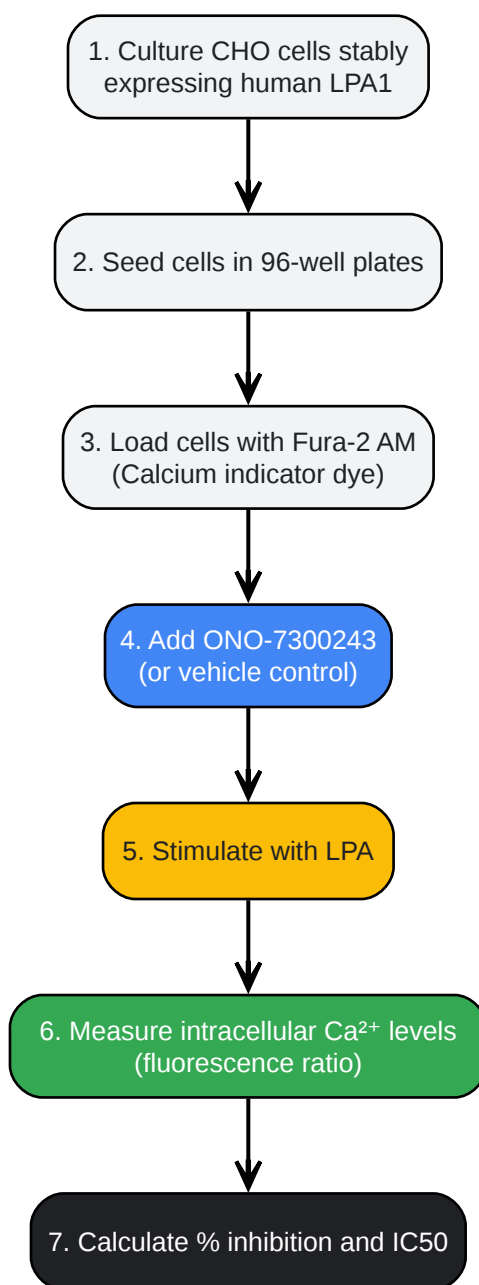 1. Culture CHO cells stably
expressing human LPA1
2. Seed cells in 96-well plates
3. Load cells with Fura-2 AM
(Calcium indicator dye)
4. Add ONO-7300243
(or vehicle control)
5. Stimulate with LPA
6. Measure intracellular Ca²⁺ levels
(fluorescence ratio)
7. Calculate % inhibition and IC50